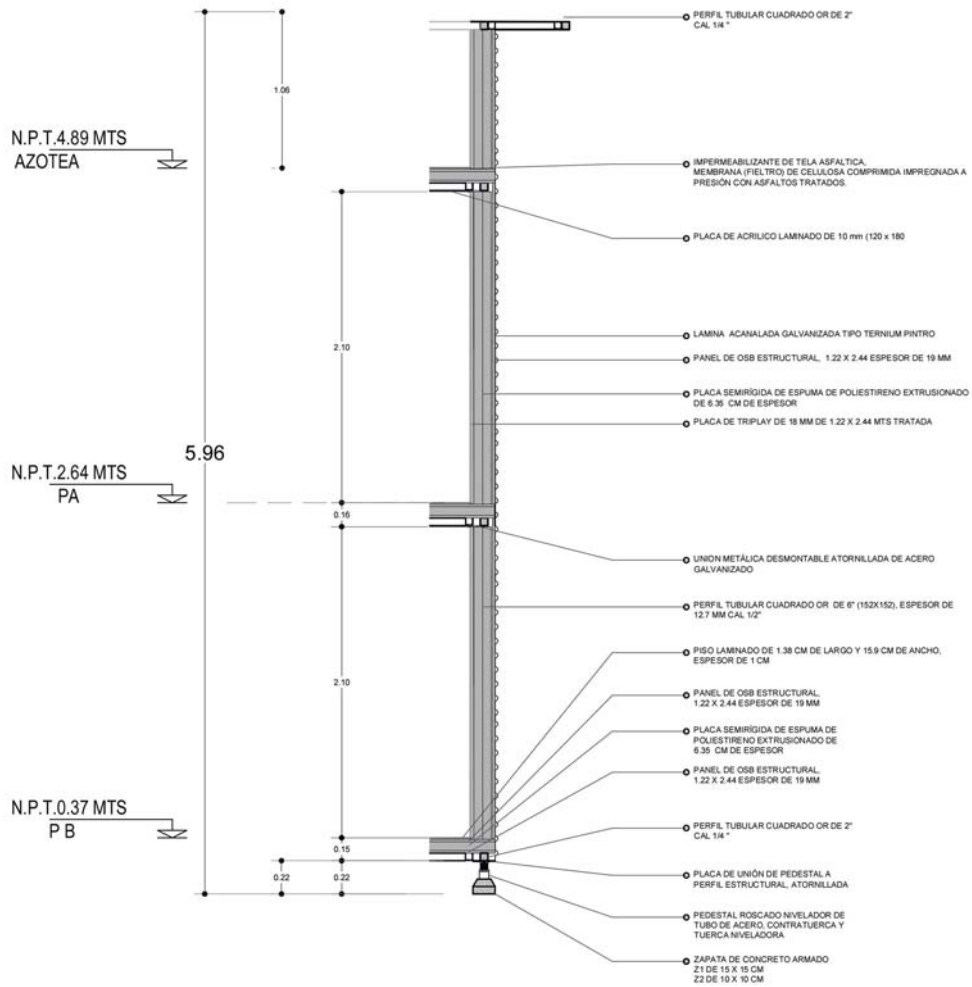 PERFIL TUBULAR CUADRADO OR DE 2"
CAL 1/4 "
1.06
N.P.T.4.89 MTS
AZOTEA
IMPERMEABILIZANTE DE TELA ASFALTICA,
MEMBRANA (FIELTRO) DE CELULOSA COMPRIMIDA IMPREGNADA A
PRESIÓN CON ASFALTOS TRATADOS.
PLACA DE ACRILICO LAMINADO DE 10 mm (120 x 180
LAMINA ACANALADA GALVANIZADA TIPO TERNIUM PINTRO
2.10
PANEL DE OSB ESTRUCTURAL, 1.22 X 2.44 ESPESOR DE 19 MM
PLACA SEMIRÍGIDA DE ESPUMA DE POLIESTIRENO EXTRUSIONADO
DE 6.35 CM DE ESPESOR
PLACA DE TRIPLAY DE 18 MM DE 1.22 X 2.44 MTS TRATADA
5.96
N.P.T.2.64 MTS
PA
0.16
UNION METÁLICA DESMONTABLE ATORNILLADA DE ACERO
GALVANIZADO
PERFIL TUBULAR CUADRADO OR DE 6" (152X152), ESPESOR DE
12.7 MM CAL 1/2"
PISO LAMINADO DE 1.38 CM DE LARGO Y 15.9 CM DE ANCHO,
ESPESOR DE 1 CM
2.10
PANEL DE OSB ESTRUCTURAL,
1.22 X 2.44 ESPESOR DE 19 MM
PLACA SEMIRÍGIDA DE ESPUMA DE
POLIESTIRENO EXTRUSIONADO DE
6.35 CM DE ESPESOR
PANEL DE OSB ESTRUCTURAL,
1.22 X 2.44 ESPESOR DE 19 MM
N.P.T.0.37 MTS
P B
PERFIL TUBULAR CUADRADO OR DE 2"
CAL 1/4 "
0.15
0.22
0.22
PLACA DE UNIÓN DE PEDESTAL A
PERFIL ESTRUCTURAL, ATORNILLADA
PEDESTAL ROSCADO NIVELADOR DE
TUBO DE ACERO, CONTRATUERCA Y
TUERCA NIVELADORA
ZAPATA DE CONCRETO ARMADO
Z1 DE 15 X 15 CM
Z2 DE 10 X 10 CM